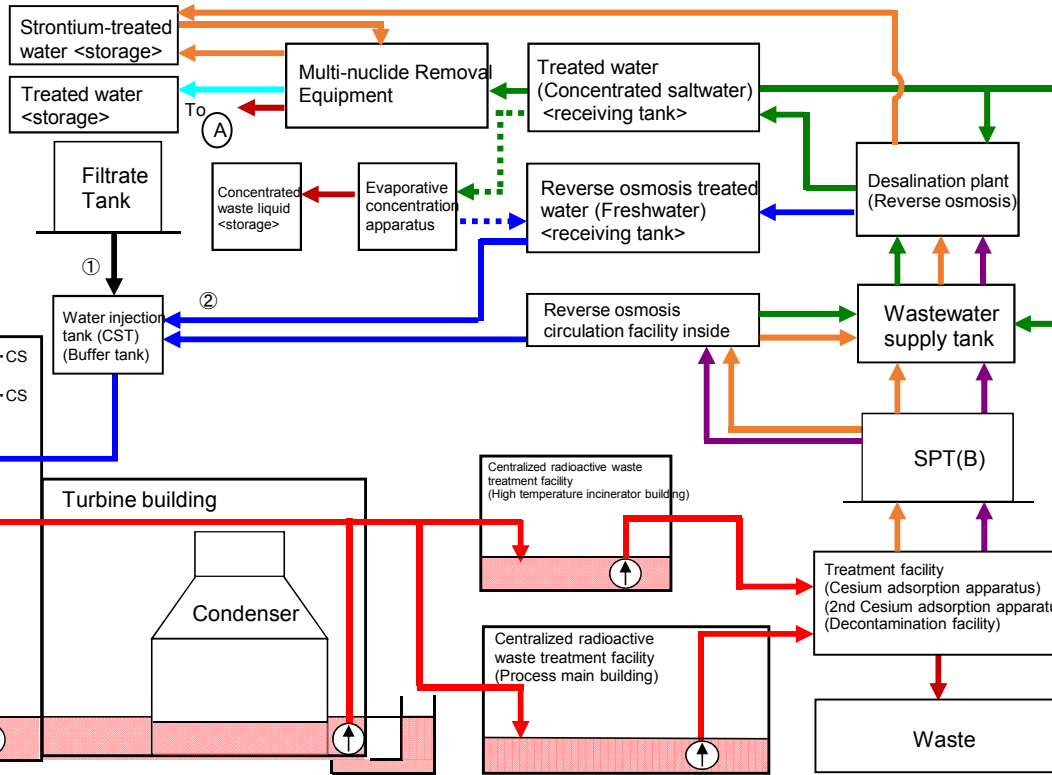 Strontium-treated
water <storage>
Multi-nuclide Removal
Equipment
Treated water
(Concentrated saltwater)
<receiving tank>
Treated water
<storage>
To
A
Filtrate
Tank
Concentrated
waste liquid
<storage>
Evaporative
concentration
apparatus
Reverse osmosis treated
water (Freshwater)
<receiving tank>
Desalination plant
(Reverse osmosis)
①
②
Water injection
tank (CST)
(Buffer tank)
Reverse osmosis
circulation facility inside
Wastewater
supply tank
・CS
・CS
SPT(B)
Turbine building
Centralized radioactive waste
treatment facility
(High temperature incinerator building)
Condenser
Treatment facility
(Cesium adsorption apparatus)
(2nd Cesium adsorption apparatu
(Decontamination facility)
Centralized radioactive
waste treatment facility
(Process main building)
Waste